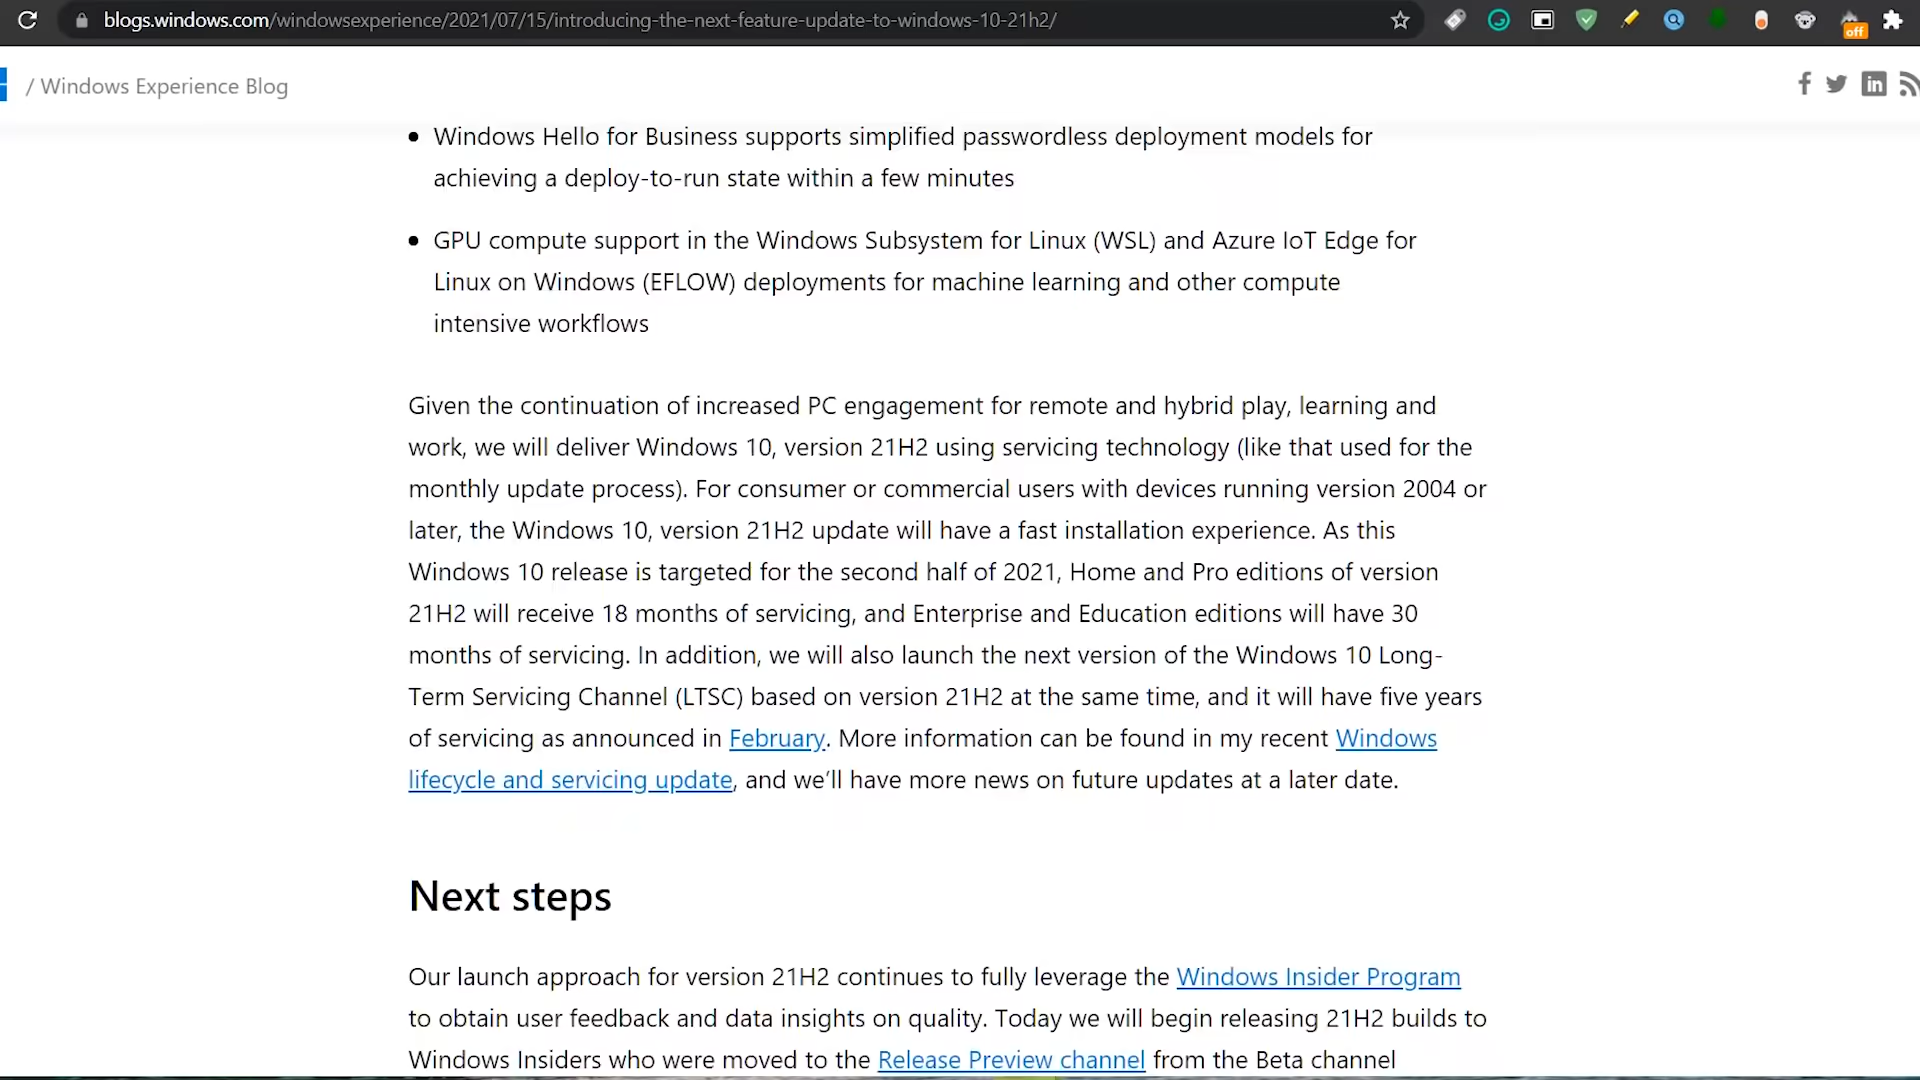 blogs.windows.com/windowsexperience/2021/07/15/introducing-the-next-feature-update-to-windows-10-21h2/
off
/ Windows Experience Blog
• Windows Hello for Business supports simplified passwordless deployment models for
achieving a deploy-to-run state within a few minutes
• GPU compute support in the Windows Subsystem for Linux (WSL) and Azure IoT Edge for
Linux on Windows (EFLOW) deployments for machine learning and other compute
intensive workflows
Given the continuation of increased PC engagement for remote and hybrid play, learning and
work, we will deliver Windows 10, version 21H2 using servicing technology (like that used for the
monthly update process). For consumer or commercial users with devices running version 2004 or
later, the Windows 10, version 21H2 update will have a fast installation experience. As this
Windows 10 release is targeted for the second half of 2021, Home and Pro editions of version
21H2 will receive 18 months of servicing, and Enterprise and Education editions will have 30
months of servicing. In addition, we will also launch the next version of the Windows 10 Long-
Term Servicing Channel (LTSC) based on version 21H2 at the same time, and it will have five years
of servicing as announced in February. More information can be found in my recent Windows
lifecycle and servicing update, and we’ll have more news on future updates at a later date.
Next steps
Our launch approach for version 21H2 continues to fully leverage the Windows Insider Program
to obtain user feedback and data insights on quality. Today we will begin releasing 21H2 builds to
Windows Insiders who were moved to the Release Preview channel from the Beta channel